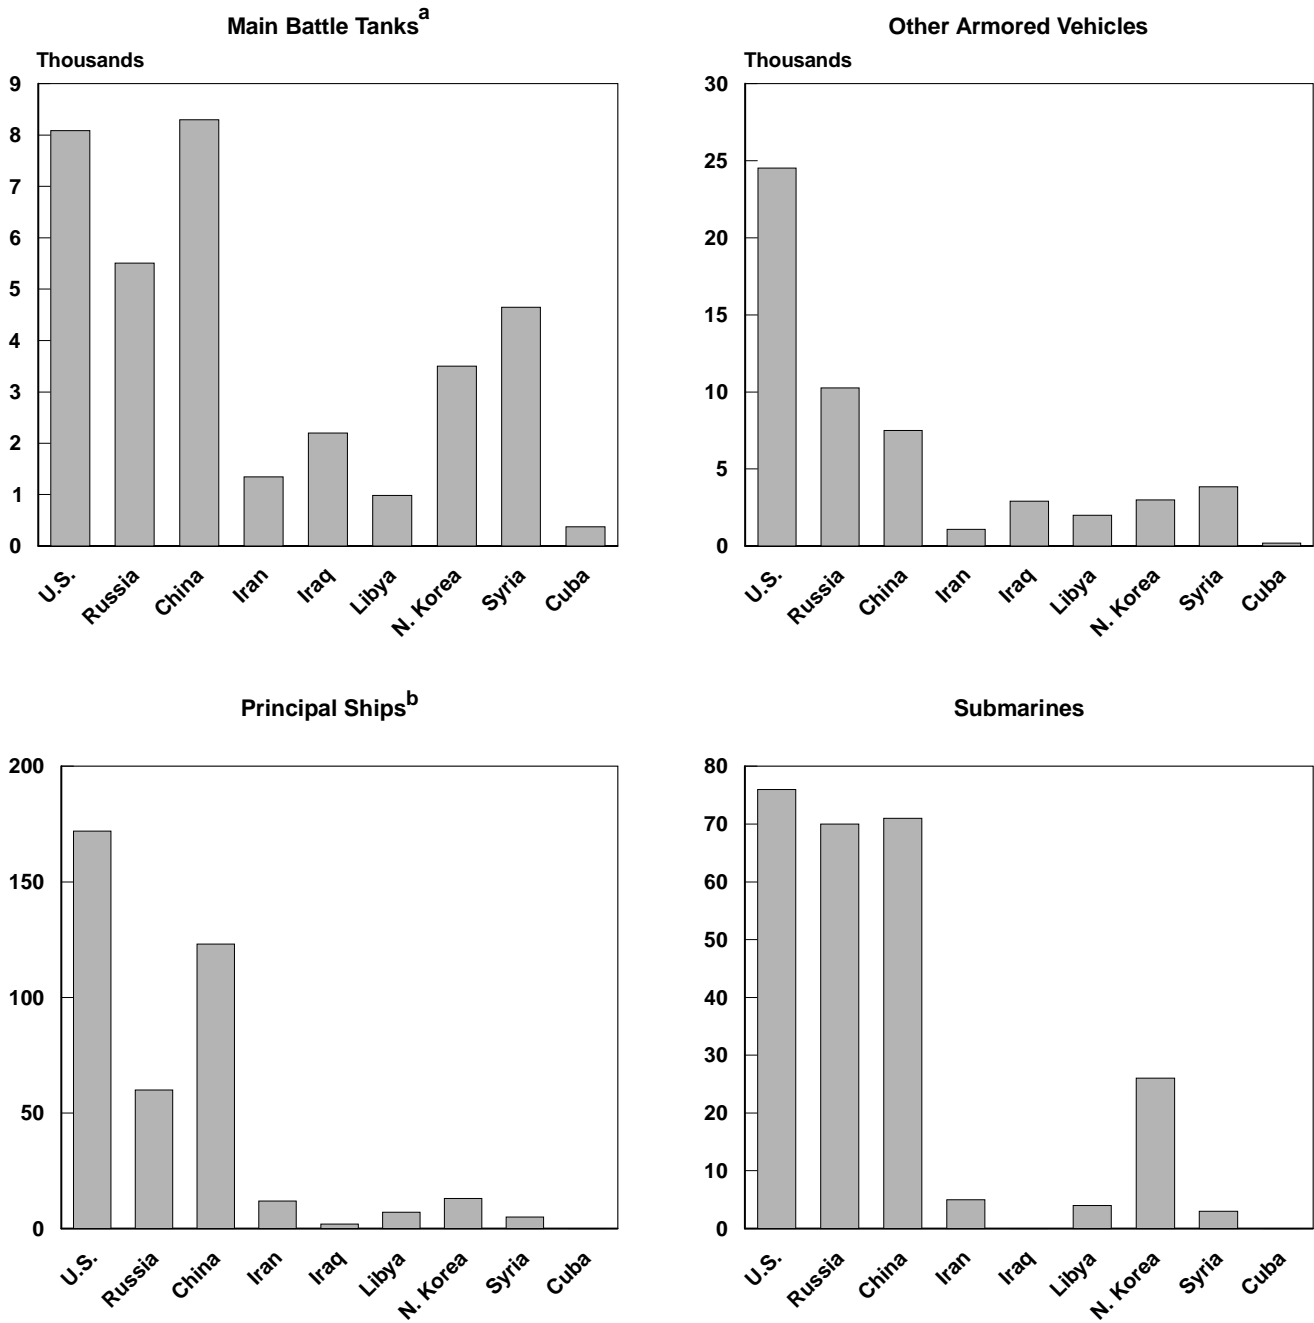 Main Battle Tanksa
Thousands
9
8
7
6
5
4
3
2
1
0
U.S.
Russia
China
Iran
Iraq
Libya
N. Korea
Syria
Cuba
Other Armored Vehicles
Thousands
30
25
20
15
10
5
0
U.S.
Russia
China
Iran
Iraq
Libya
N. Korea
Syria
Cuba
Principal Shipsb
200
150
100
50
0
U.S.
Russia
China
Iran
Iraq
Libya
N. Korea
Syria
Cuba
Submarines
80
70
60
50
40
30
20
10
0
U.S.
Russia
China
Iran
Iraq
Libya
N. Korea
Syria
Cuba